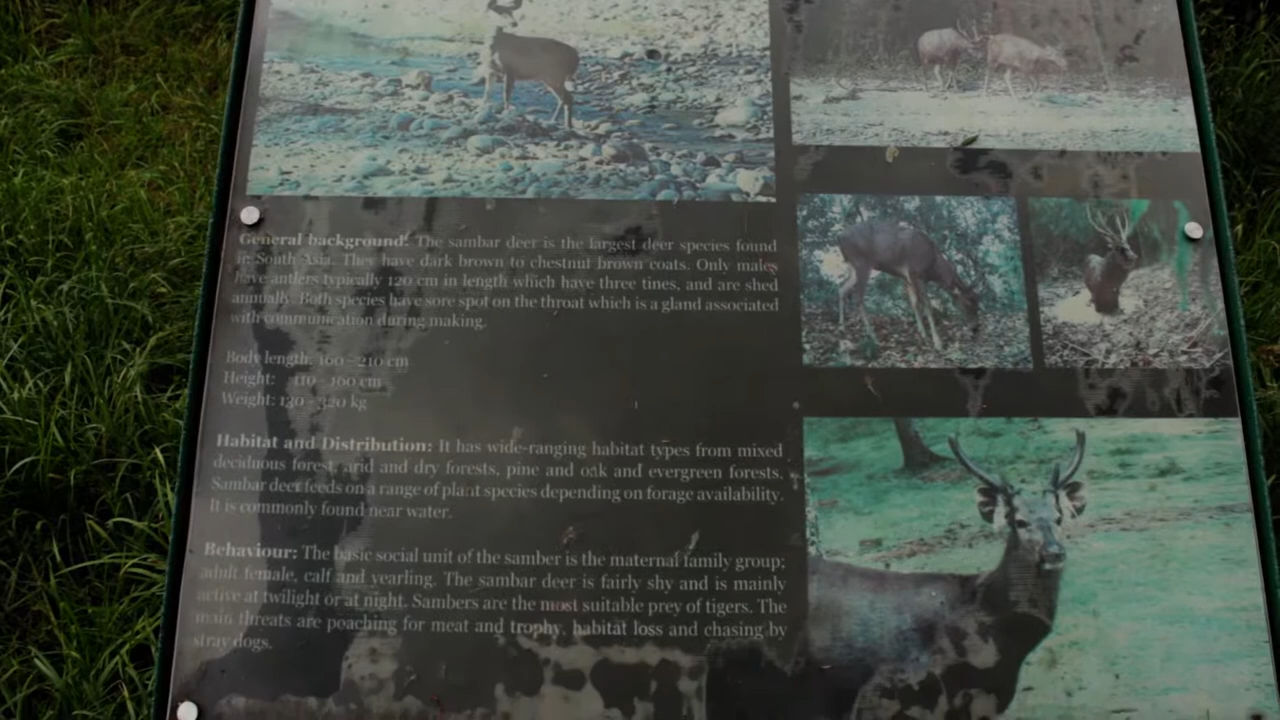 General background: The sambar deer is the largest deer species found
in South Asia. They have dark brown to chestnut brown coats. Only males
have antlers typically 120 cm in length which have three tines, and are shed
annually. Both species have sore spot on the throat which is a gland associated
with communication during making.
Body length: 160 - 210 cm
Height: 110 - 160 cm
Weight: 130 - 320 kg
Habitat and Distribution: It has wide-ranging habitat types from mixed
deciduous forest, arid and dry forests, pine and oak and evergreen forests.
Sambar deer feeds on a range of plant species depending on forage availability.
It is commonly found near water.
Behaviour: The basic social unit of the samber is the maternal family group;
adult female, calf and yearling. The sambar deer is fairly shy and is mainly
active at twilight or at night. Sambers are the most suitable prey of tigers. The
main threats are poaching for meat and trophy, habitat loss and chasing by
stray dogs.